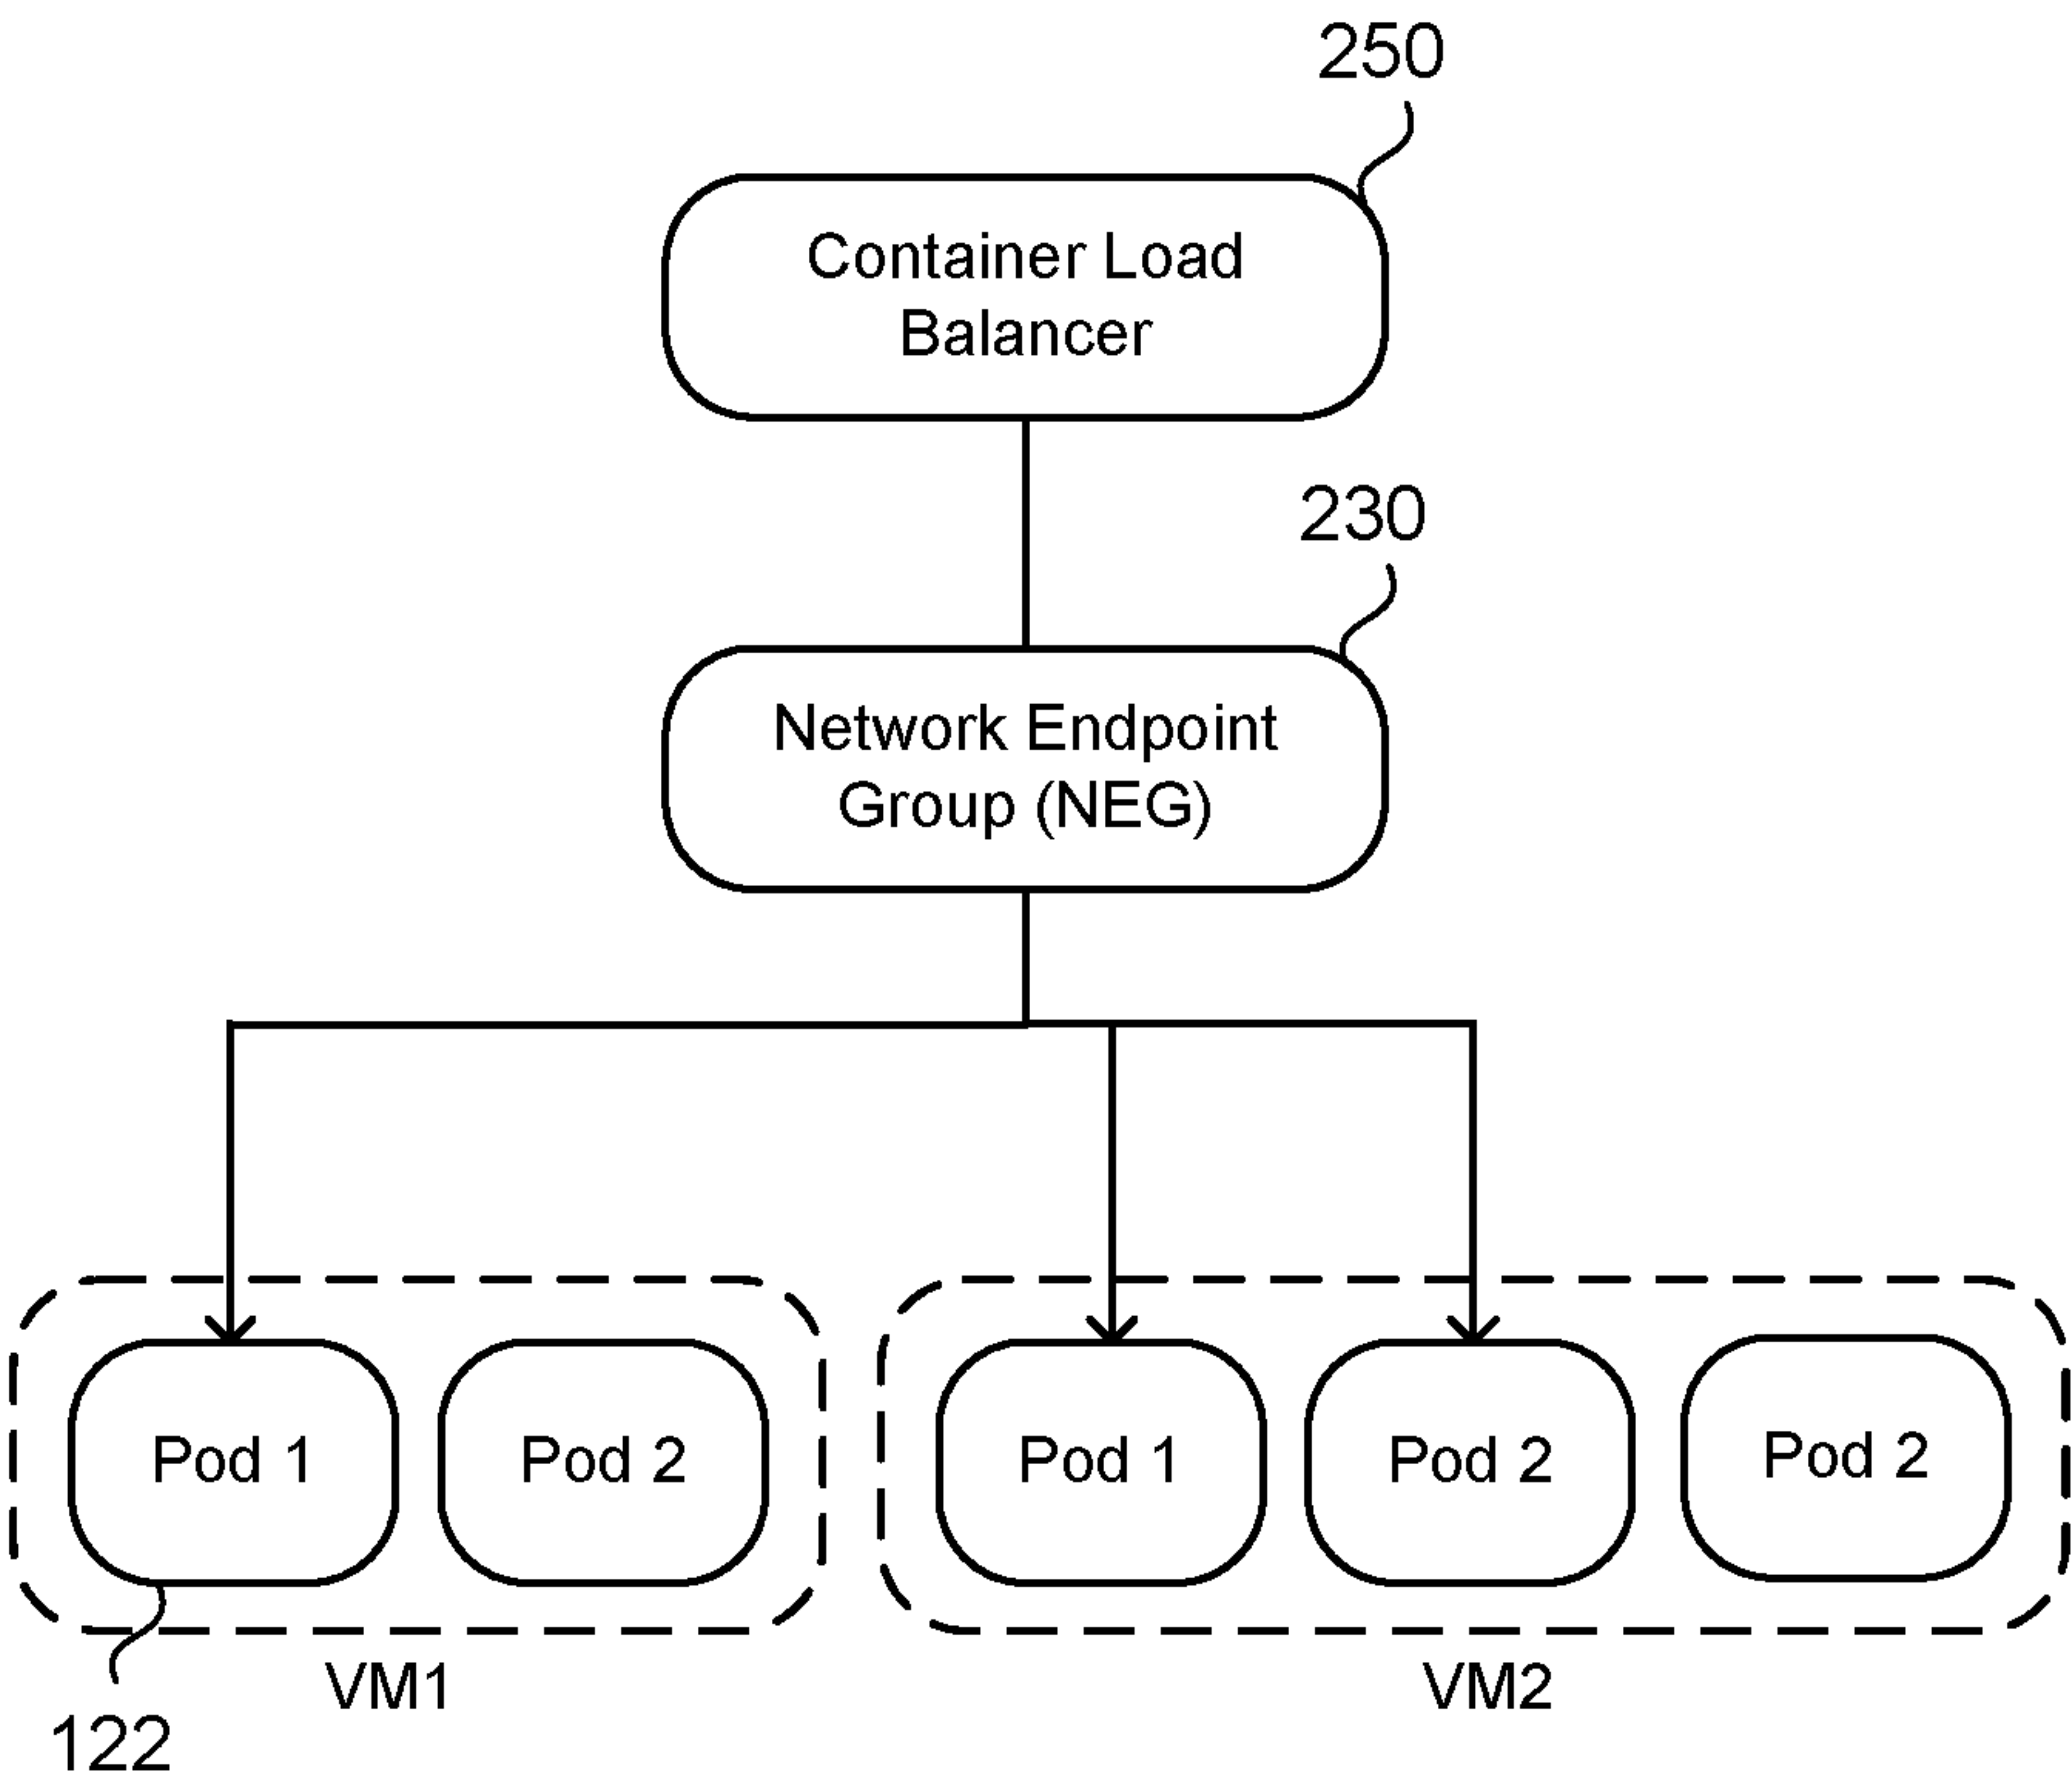 250
Container Load
Balancer
230
Network Endpoint
Group (NEG)
Pod 1
Pod 2
Pod 1
Pod 2
Pod 2
VM1
VM2
122